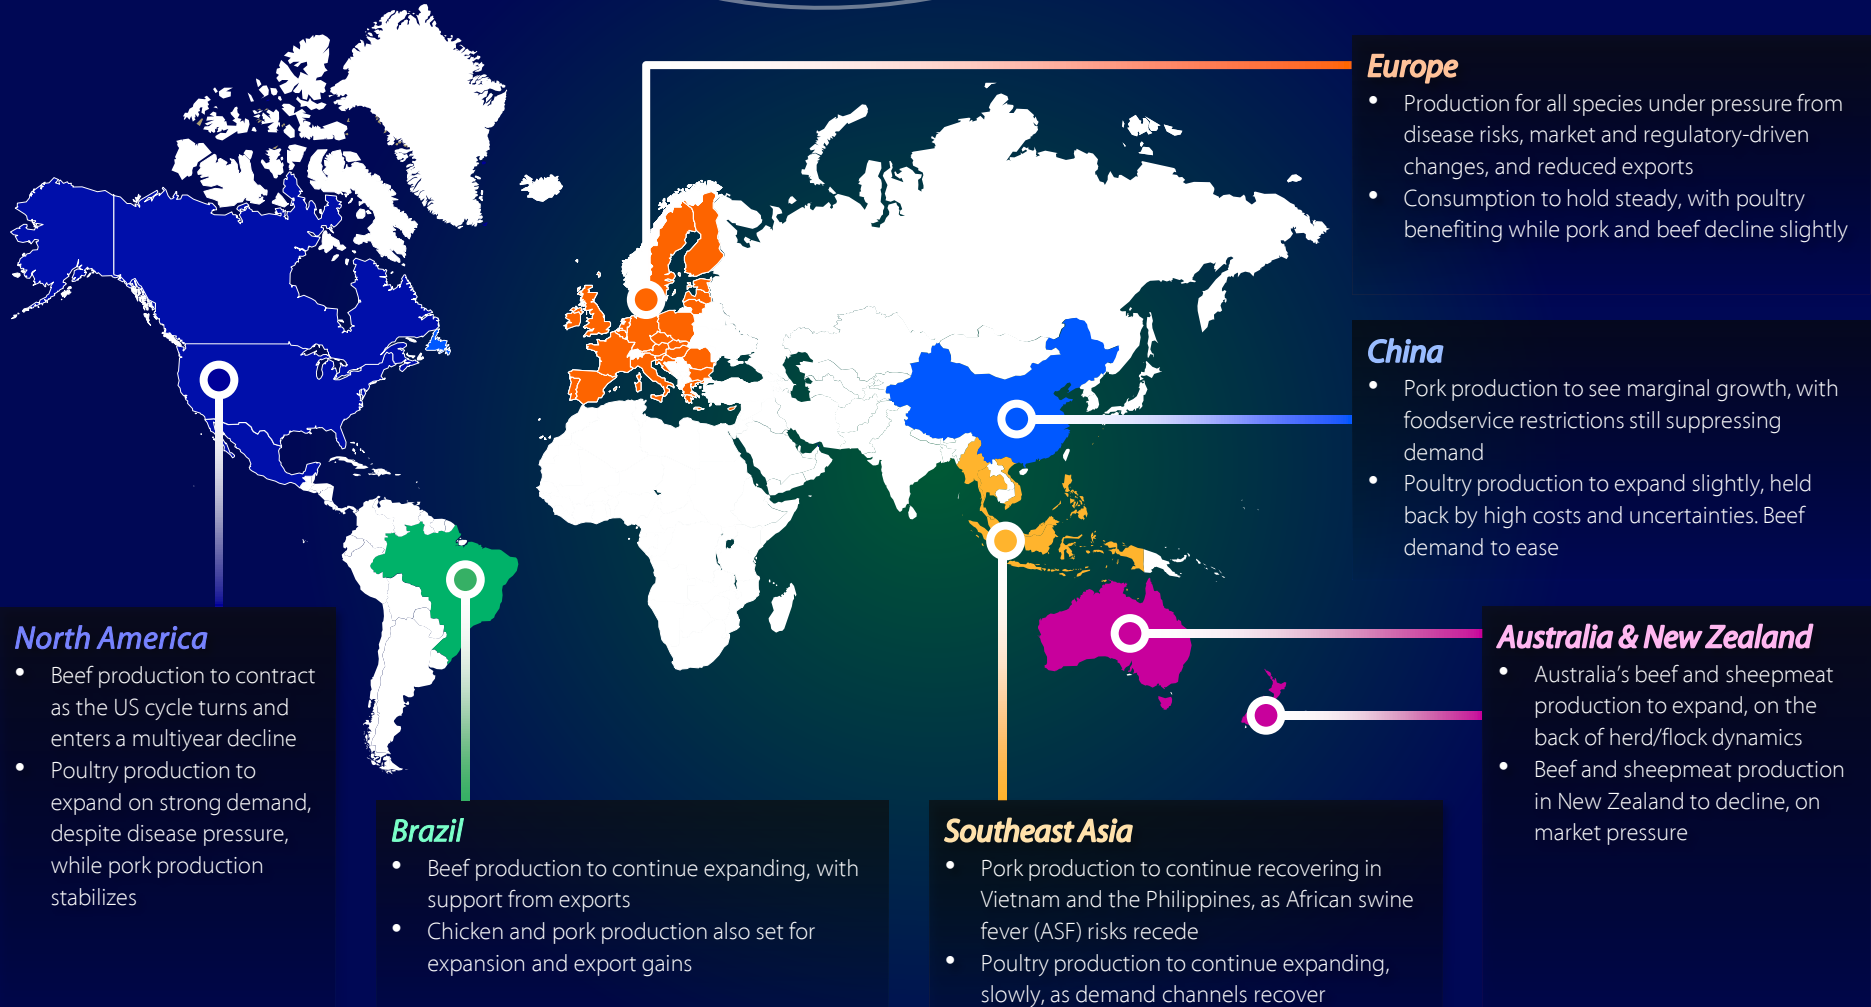 Europe
• Production for all species under pressure from
disease risks, market and regulatory-driven
changes, and reduced exports
• Consumption to hold steady, with poultry
benefiting while pork and beef decline slightly
China
• Pork production to see marginal growth, with
foodservice restrictions still suppressing
demand
• Poultry production to expand slightly, held
back by high costs and uncertainties. Beef
demand to ease
North America
• Beef production to contract
as the US cycle turns and
enters a multiyear decline
• Poultry production to
expand on strong demand,
despite disease pressure,
while pork production
stabilizes
Australia & New Zealand
• Australia’s beef and sheepmeat
production to expand, on the
back of herd/flock dynamics
• Beef and sheepmeat production
in New Zealand to decline, on
market pressure
Brazil
• Beef production to continue expanding, with
support from exports
• Chicken and pork production also set for
expansion and export gains
Southeast Asia
• Pork production to continue recovering in
Vietnam and the Philippines, as African swine
fever (ASF) risks recede
• Poultry production to continue expanding,
slowly, as demand channels recover